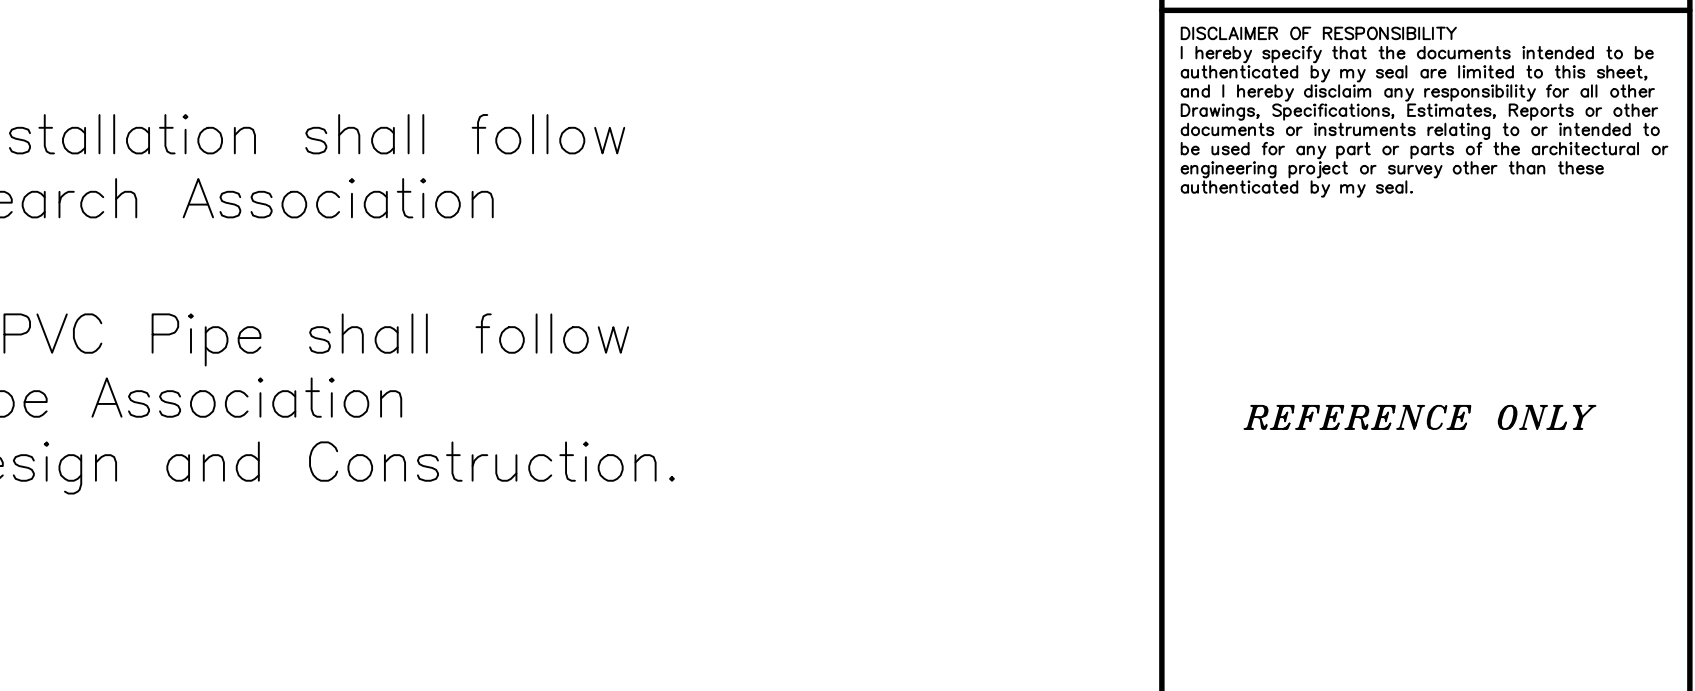 shall follow
Association
PVC Pipe shall follow
Association
and Construction.
DISCLAIMER OF RESPONSIBILITY
I hereby specify that the documents intended to be
authenticated by my seal are limited to this sheet,
and I hereby disclaim any responsibility for all other
Drawings, Specifications, Estimates, Reports or other
documents or instruments relating to or intended to
be used for any part or parts of the architectural or
engineering project or survey other than these
authenticated by my seal.
REFERENCE ONLY